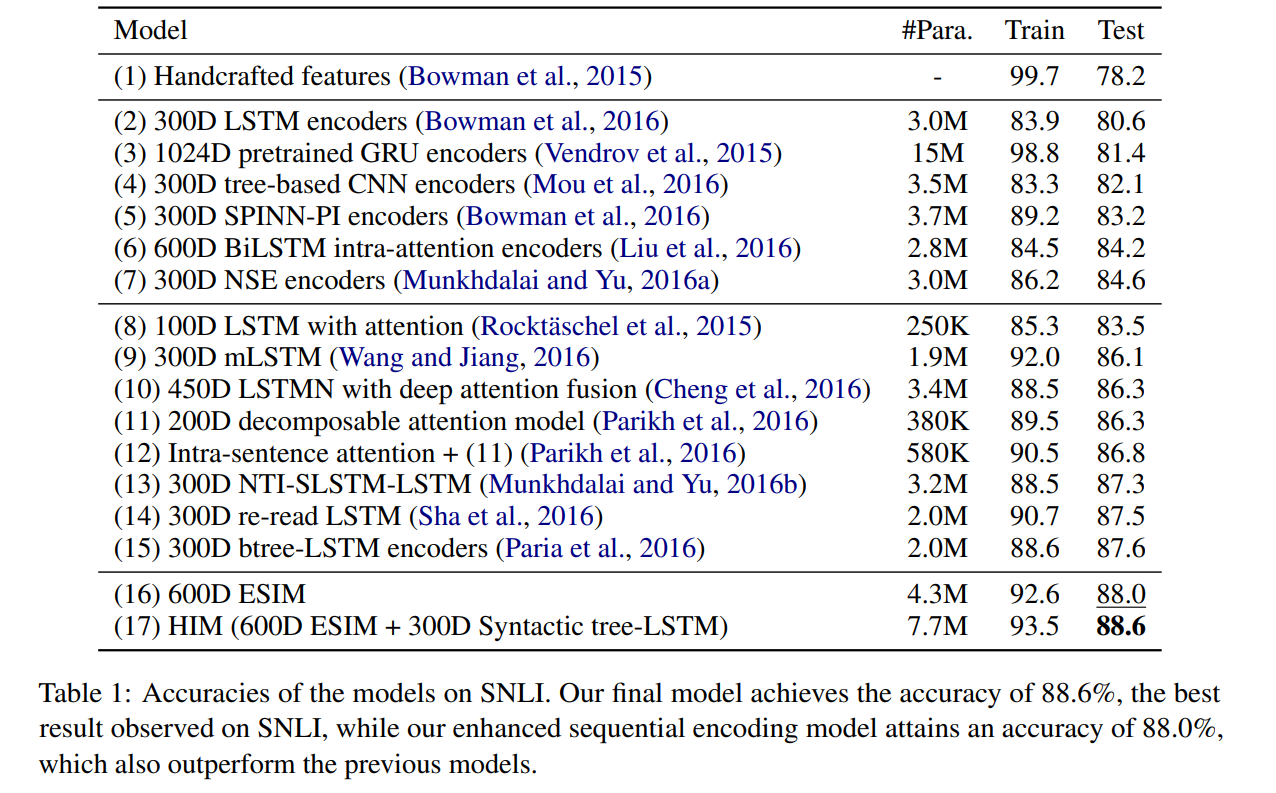 Model #Para. Train Test
(1) Handcrafted features (Bowman et al., 2015) - 99.7 78.2
(2) 300D LSTM encoders (Bowman et al., 2016) 3.0M 83.9 80.6
(3) 1024D pretrained GRU encoders (Vendrov et al., 2015) 15M 98.8 81.4
(4) 300D tree-based CNN encoders (Mou et al., 2016) 3.5M 83.3 82.1
(5) 300D SPINN-PI encoders (Bowman et al., 2016) 3.7M 89.2 83.2
(6) 600D BiLSTM intra-attention encoders (Liu et al., 2016) 2.8M 84.5 84.2
(7) 300D NSE encoders (Munkhdalai and Yu, 2016a) 3.0M 86.2 84.6
(8) 100D LSTM with attention (Rocktäschel et al., 2015) 250K 85.3 83.5
(9) 300D mLSTM (Wang and Jiang, 2016) 1.9M 92.0 86.1
(10) 450D LSTMN with deep attention fusion (Cheng et al., 2016) 3.4M 88.5 86.3
(11) 200D decomposable attention model (Parikh et al., 2016) 380K 89.5 86.3
(12) Intra-sentence attention + (11) (Parikh et al., 2016) 580K 90.5 86.8
(13) 300D NTI-SLSTM-LSTM (Munkhdalai and Yu, 2016b) 3.2M 88.5 87.3
(14) 300D re-read LSTM (Sha et al., 2016) 2.0M 90.7 87.5
(15) 300D btree-LSTM encoders (Paria et al., 2016) 2.0M 88.6 87.6
(16) 600D ESIM 4.3M 92.6 88.0
(17) HIM (600D ESIM + 300D Syntactic tree-LSTM) 7.7M 93.5 88.6
Table 1: Accuracies of the models on SNLI. Our final model achieves the accuracy of 88.6%, the best
result observed on SNLI, while our enhanced sequential encoding model attains an accuracy of 88.0%,
which also outperform the previous models.